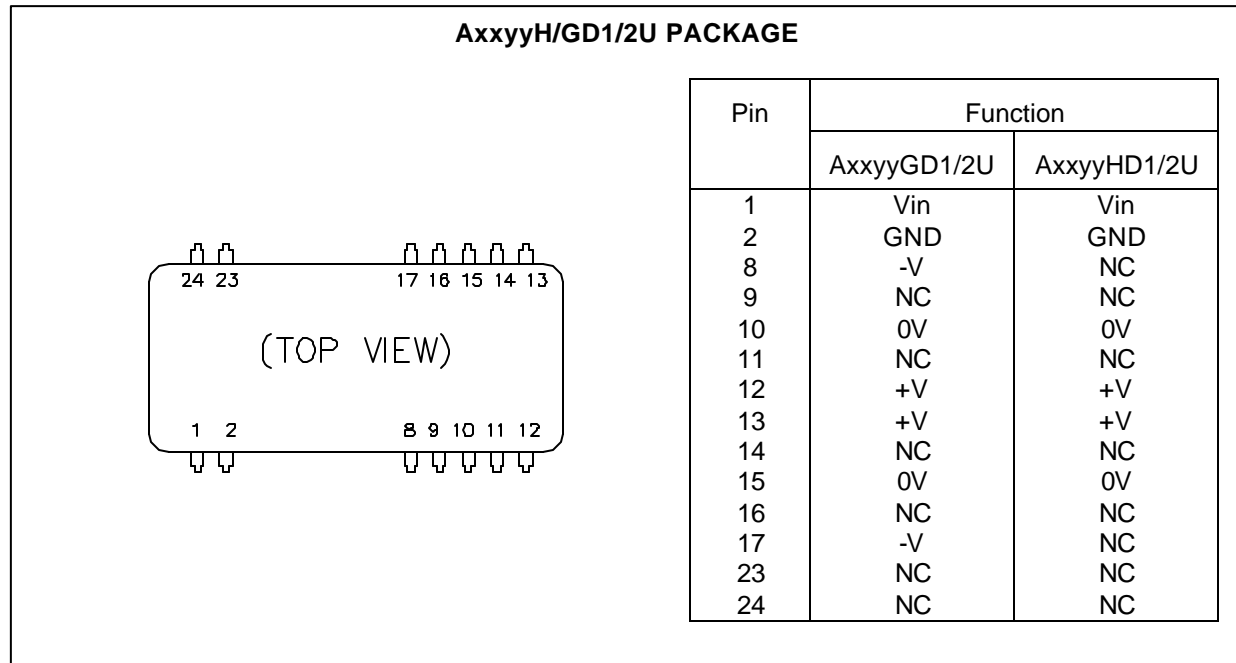 AxxyyH/GD1/2U PACKAGE
24 23 17 16 15 14 13
(TOP VIEW)
1 2 8 9 10 11 12
Pin Function
AxxyyGD1/2U AxxyyHD1/2U
1 Vin Vin
2 GND GND
8 -V NC
9 NC NC
10 0V 0V
11 NC NC
12 +V +V
13 +V +V
14 NC NC
15 0V 0V
16 NC NC
17 -V NC
23 NC NC
24 NC NC